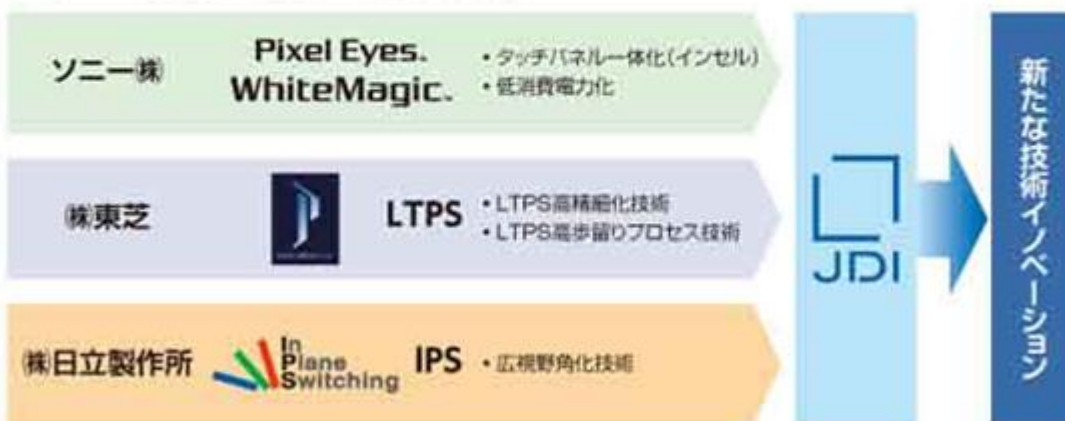 ソニー㈱
Pixel Eyes™
WhiteMagic™
・タッチパネル一体化(インセル)
・低消費電力化
㈱東芝
LTPS
・LTPS高精細化技術
・LTPS高歩留りプロセス技術
㈱日立製作所
In
Plane
Switching
IPS
・広視野角化技術
JDI
新たな技術イノベーション